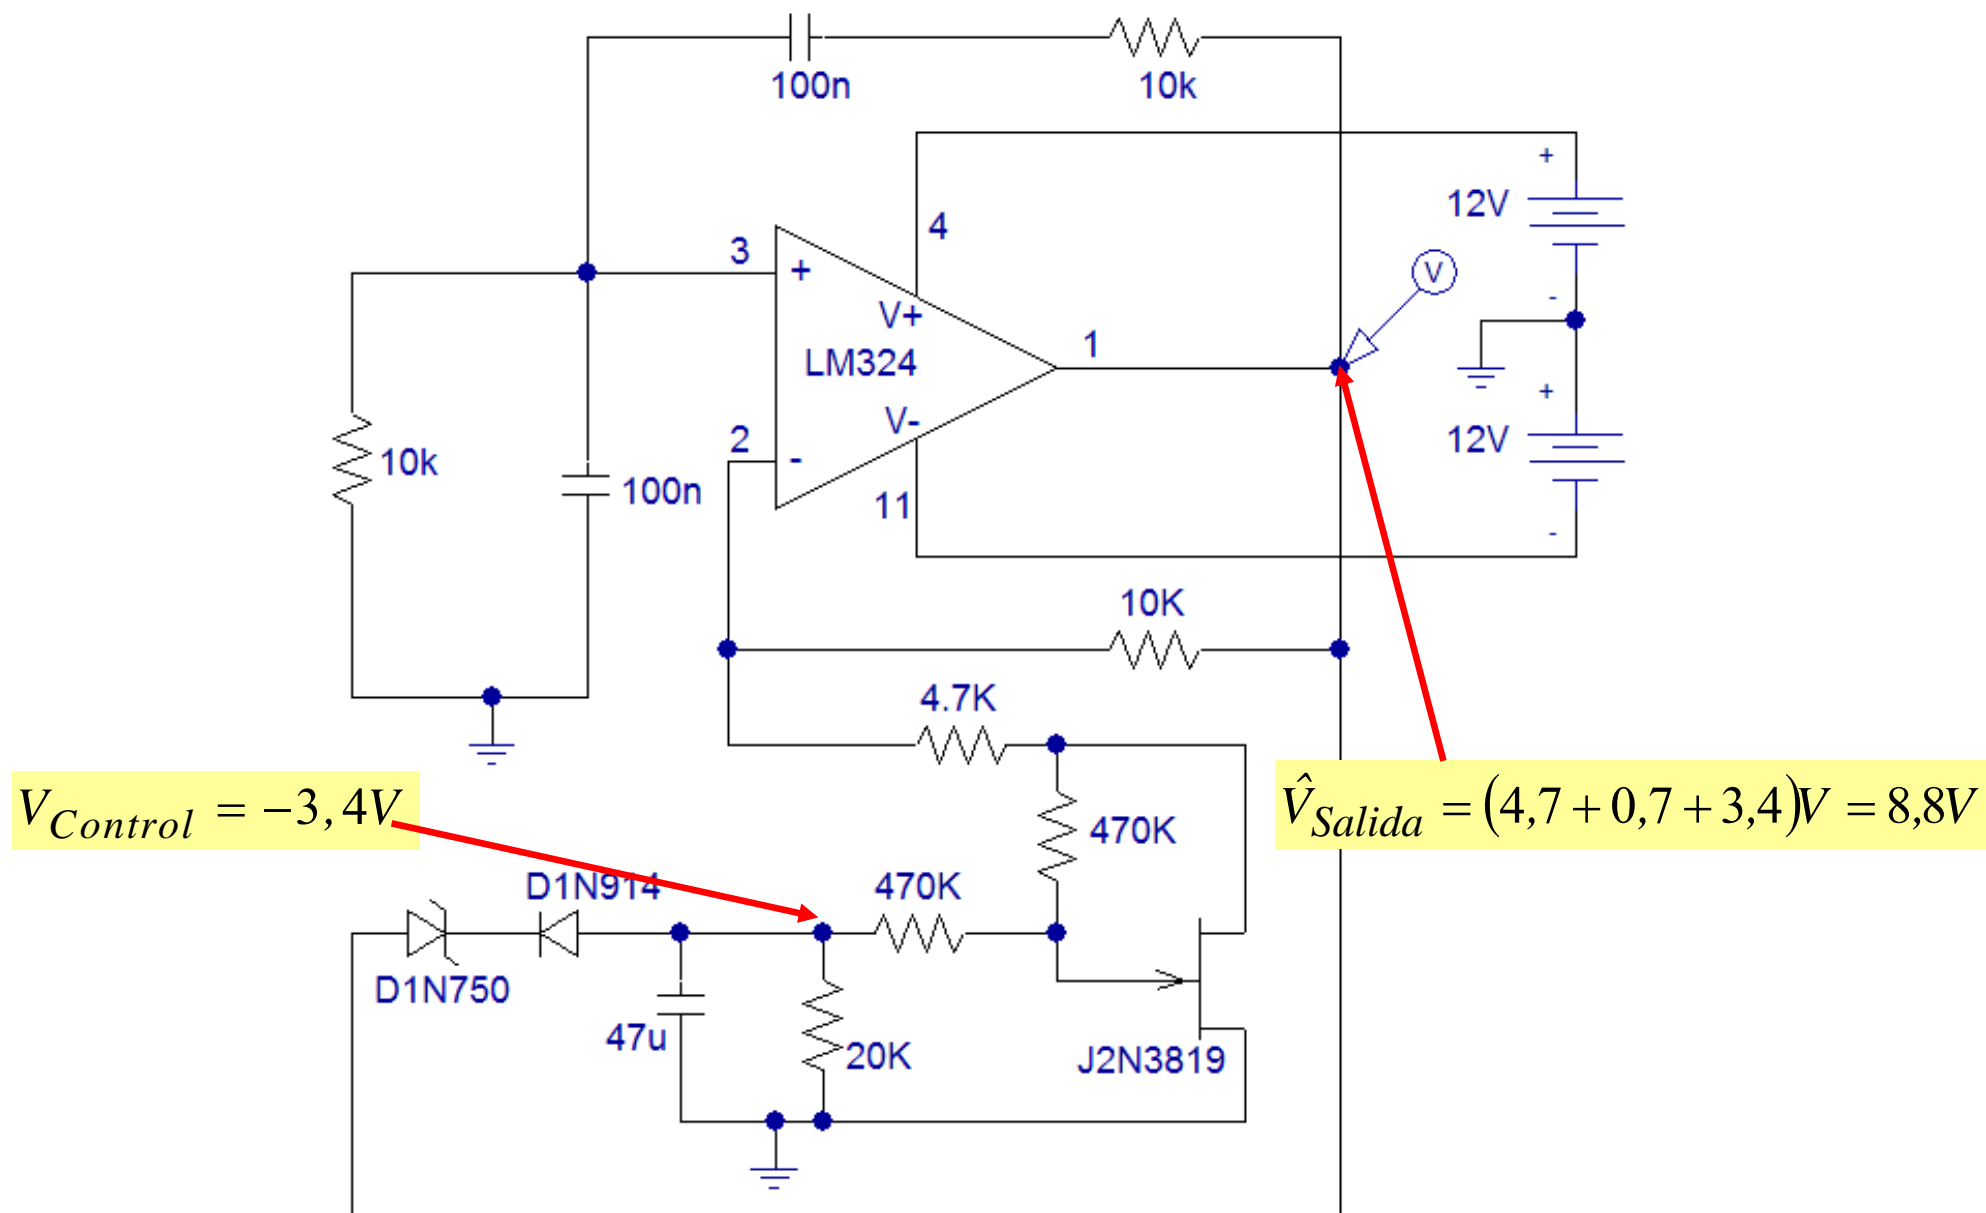 100n
10k
4
12V
+
-
3
+
V+
V
LM324
1
10k
100n
2
-
V-
11
12V
+
-
10K
4.7K
V_Control = −3,4V
V̂_Salida = (4,7 + 0,7 + 3,4)V = 8,8V
470K
D1N914
470K
D1N750
47u
20K
J2N3819